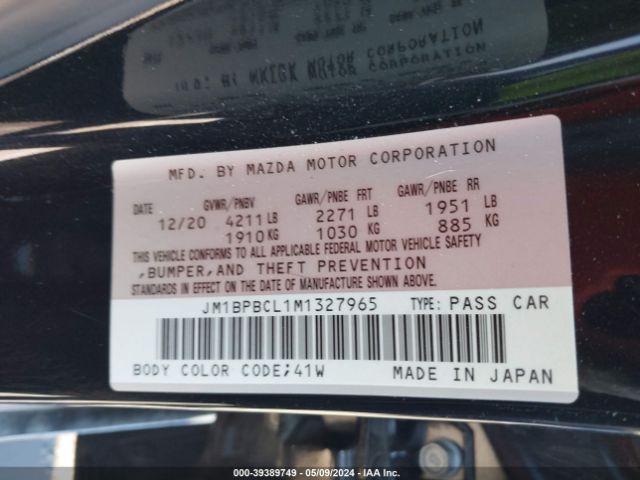 MFD. BY MAZDA MOTOR CORPORATION
DATE GVWR/PNBV GAWR/PNBE FRT GAWR/PNBE RR
12/20 4211 LB 2271 LB 1951 LB
1910 KG 1030 KG 885 KG
THIS VEHICLE CONFORMS TO ALL APPLICABLE FEDERAL MOTOR VEHICLE SAFETY
,BUMPER,AND THEFT PREVENTION
STANDARDS IN EFFECT ON THE DATE OF MANUFACTURE SHOWN ABOVE.
JM1BPBCL1M1327965 TYPE: PASS CAR
BODY COLOR CODE;41W MADE IN JAPAN
000-39389749 - 05/09/2024 - IAA Inc.